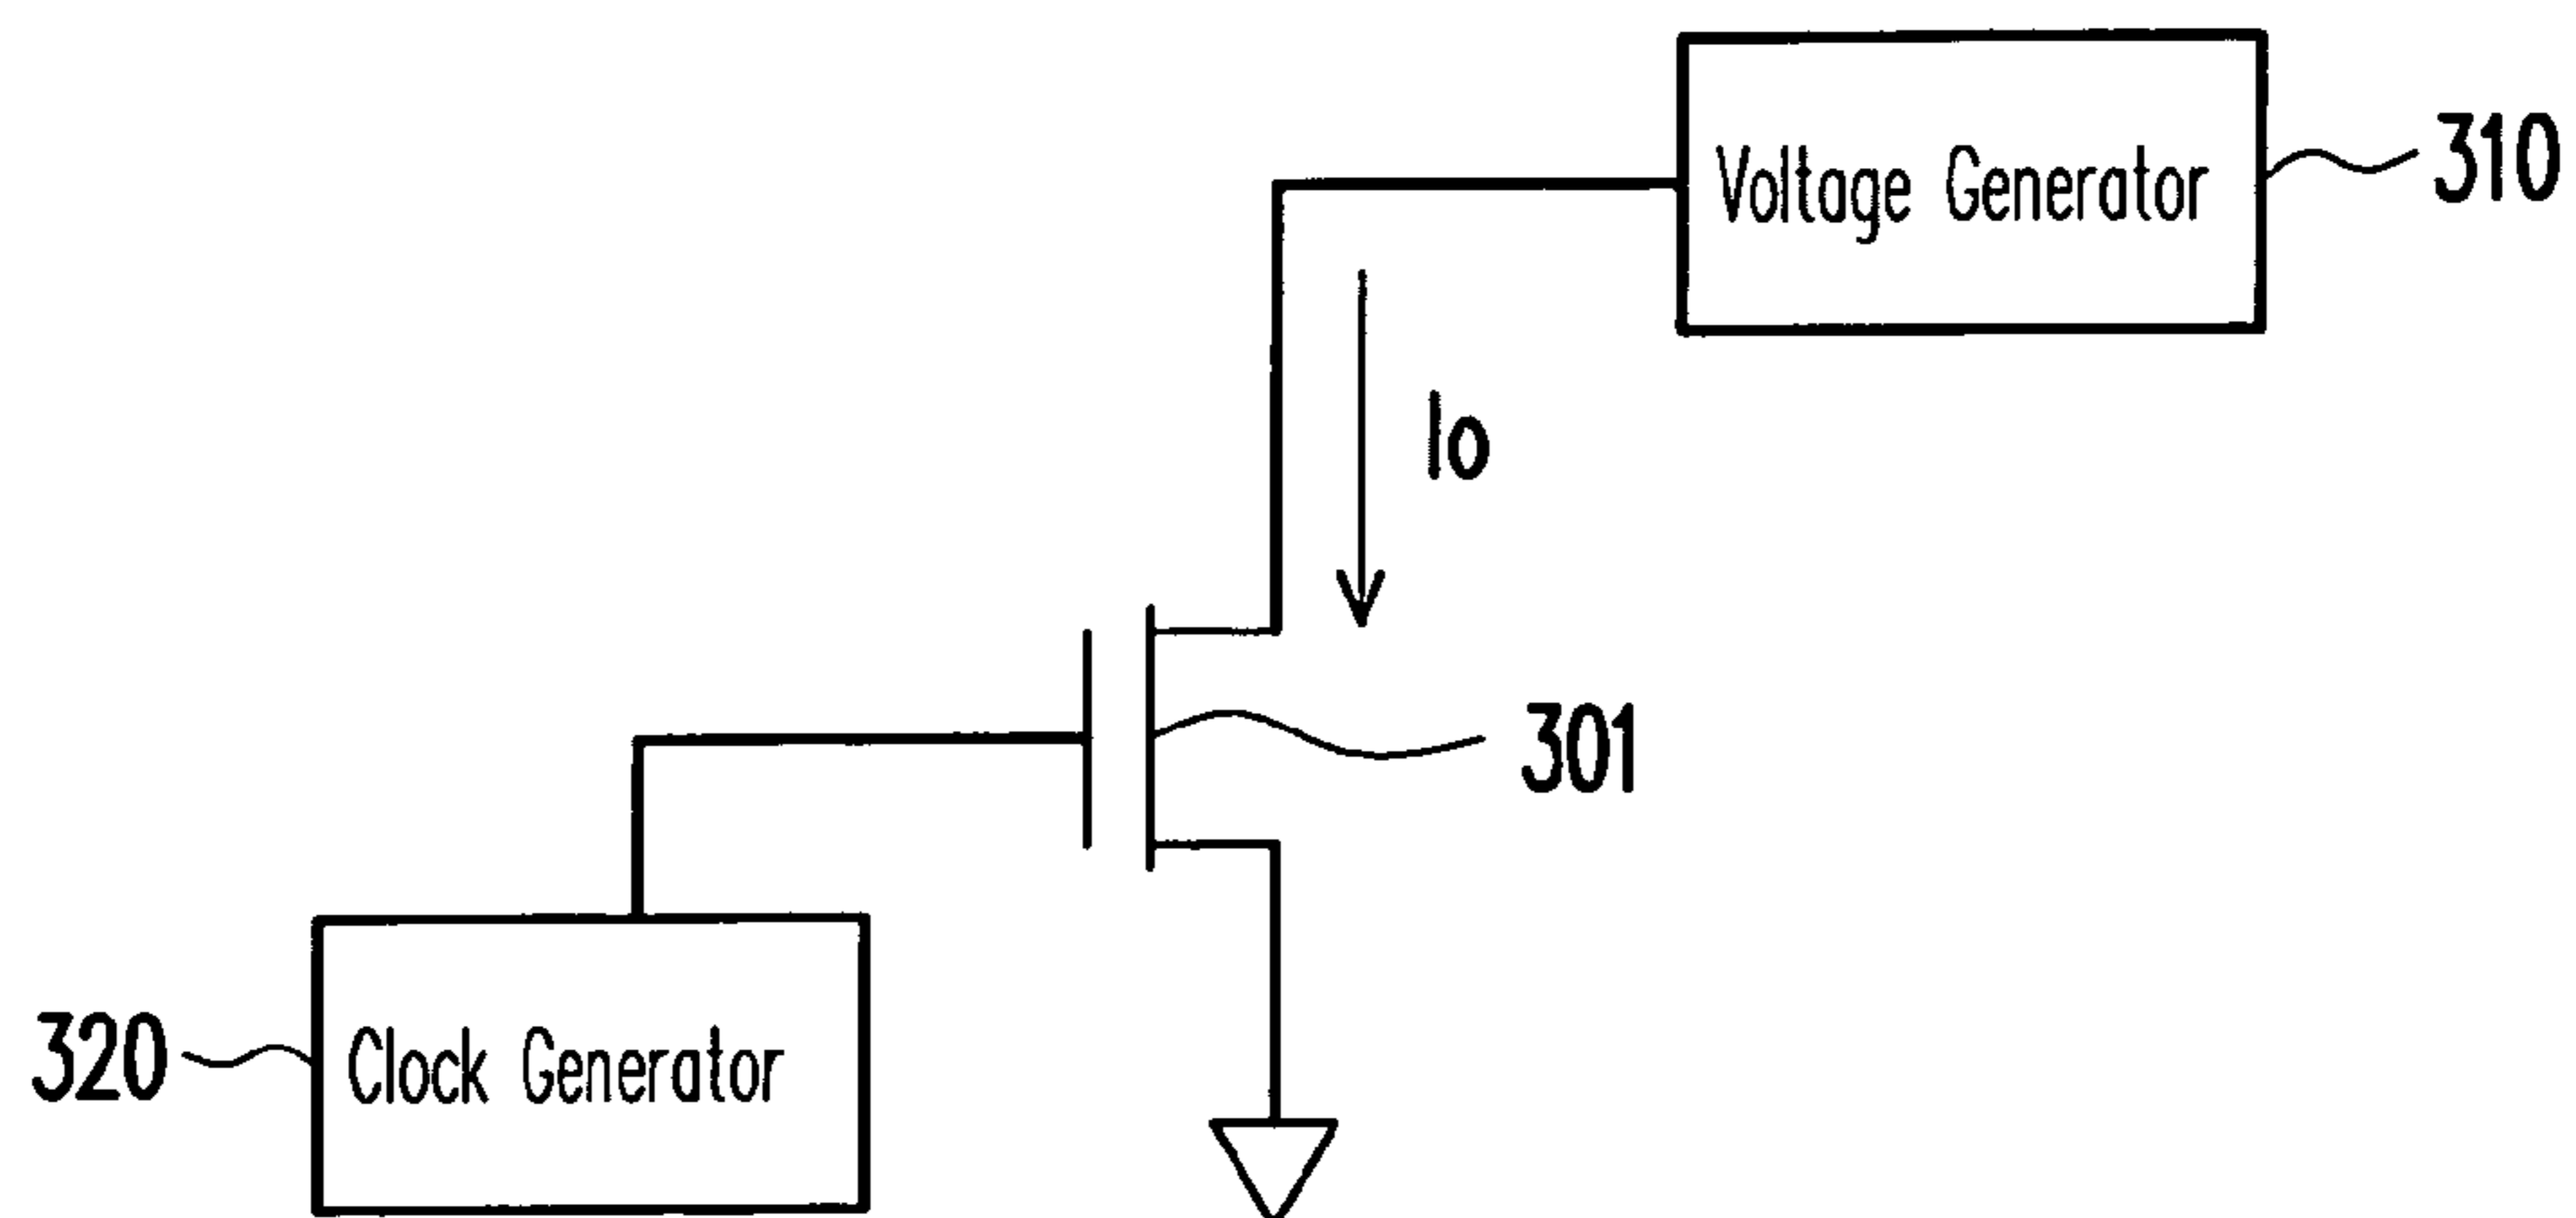 Voltage Generator
310
Io
301
320
Clock Generator